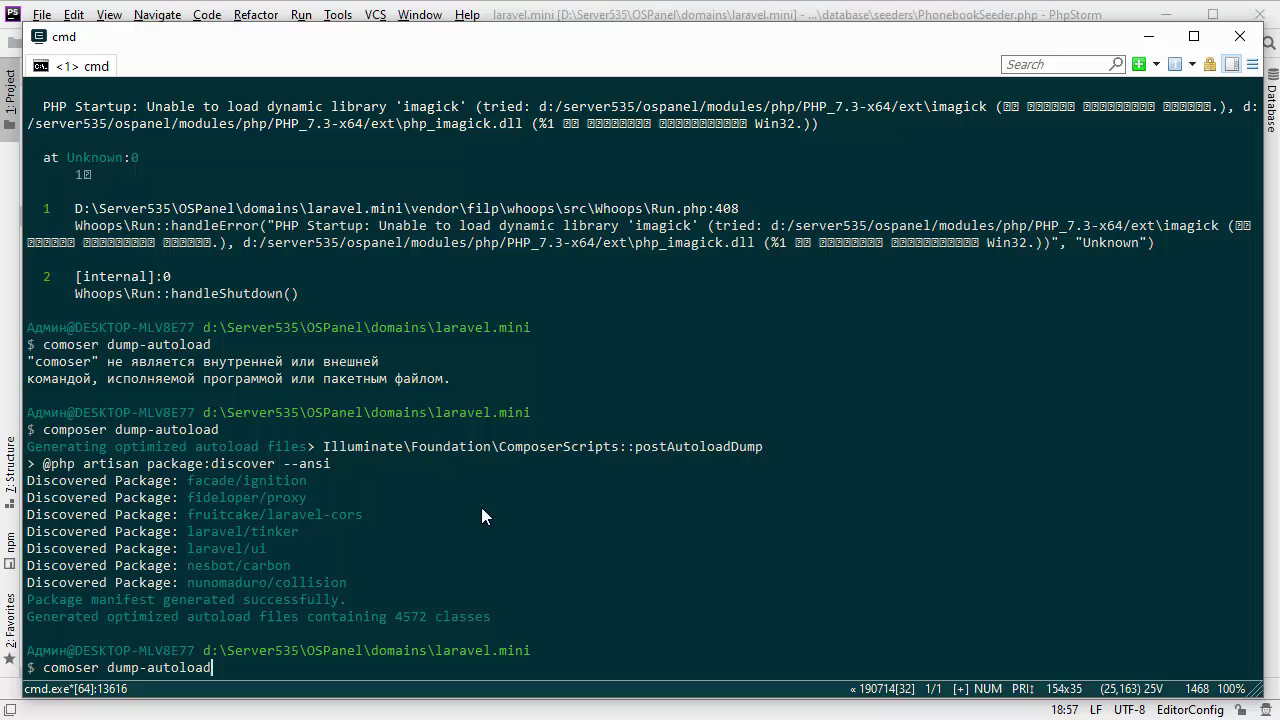 PS File Edit View Navigate Code Refactor Run Tools VCS Window Help laravel.mini [D:\Server535\OSPanel\domains\laravel.mini] - ...\database\seeders\PhonebookSeeder.php - PhpStorm
cmd
<1> cmd
Search
PHP Startup: Unable to load dynamic library 'imagick' (tried: d:/server535/ospanel/modules/php/PHP_7.3-x64/ext\imagick (.), d:
/server535/ospanel/modules/php/PHP_7.3-x64/ext\php_imagick.dll (%1 Win32.))
at Unknown:0
1
1 D:\Server535\OSPanel\domains\laravel.mini\vendor\filp\whoops\src\Whoops\Run.php:408
Whoops\Run::handleError("PHP Startup: Unable to load dynamic library 'imagick' (tried: d:/server535/ospanel/modules/php/PHP_7.3-x64/ext\imagick (
.), d:/server535/ospanel/modules/php/PHP_7.3-x64/ext\php_imagick.dll (%1 Win32.))", "Unknown")
2 [internal]:0
Whoops\Run::handleShutdown()
Админ@DESKTOP-MLV8E77 d:\Server535\OSPanel\domains\laravel.mini
$ comoser dump-autoload
"comoser" не является внутренней или внешней
командой, исполняемой программой или пакетным файлом.
Админ@DESKTOP-MLV8E77 d:\Server535\OSPanel\domains\laravel.mini
$ composer dump-autoload
Generating optimized autoload files> Illuminate\Foundation\ComposerScripts::postAutoloadDump
> @php artisan package:discover --ansi
Discovered Package: facade/ignition
Discovered Package: fideloper/proxy
Discovered Package: fruitcake/laravel-cors
Discovered Package: laravel/tinker
Discovered Package: laravel/ui
Discovered Package: nesbot/carbon
Discovered Package: nunomaduro/collision
Package manifest generated successfully.
Generated optimized autoload files containing 4572 classes
Админ@DESKTOP-MLV8E77 d:\Server535\OSPanel\domains\laravel.mini
$ comoser dump-autoload
cmd.exe*[64]:13616 « 190714[32] 1/1 [+] NUM PRI↕ 154x35 (25,163) 25V 1468 100%
18:57 LF UTF-8 EditorConfig
1: Project
7: Structure
npm
2: Favorites
Database